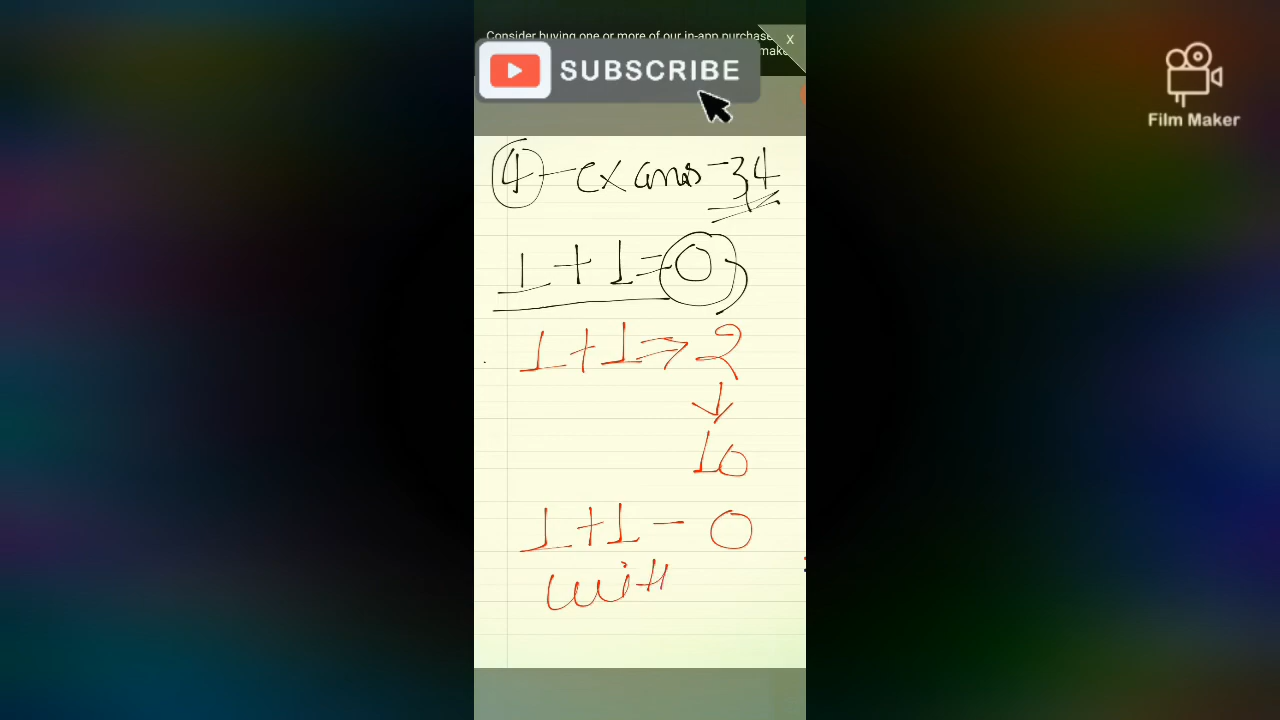 Consider buying one or more of our in-app purchase
X
make
SUBSCRIBE
Film Maker
4 - exams - 34
1 + 1 = 0
1 + 1 => 2
↓
10
1 + 1 - 0
with